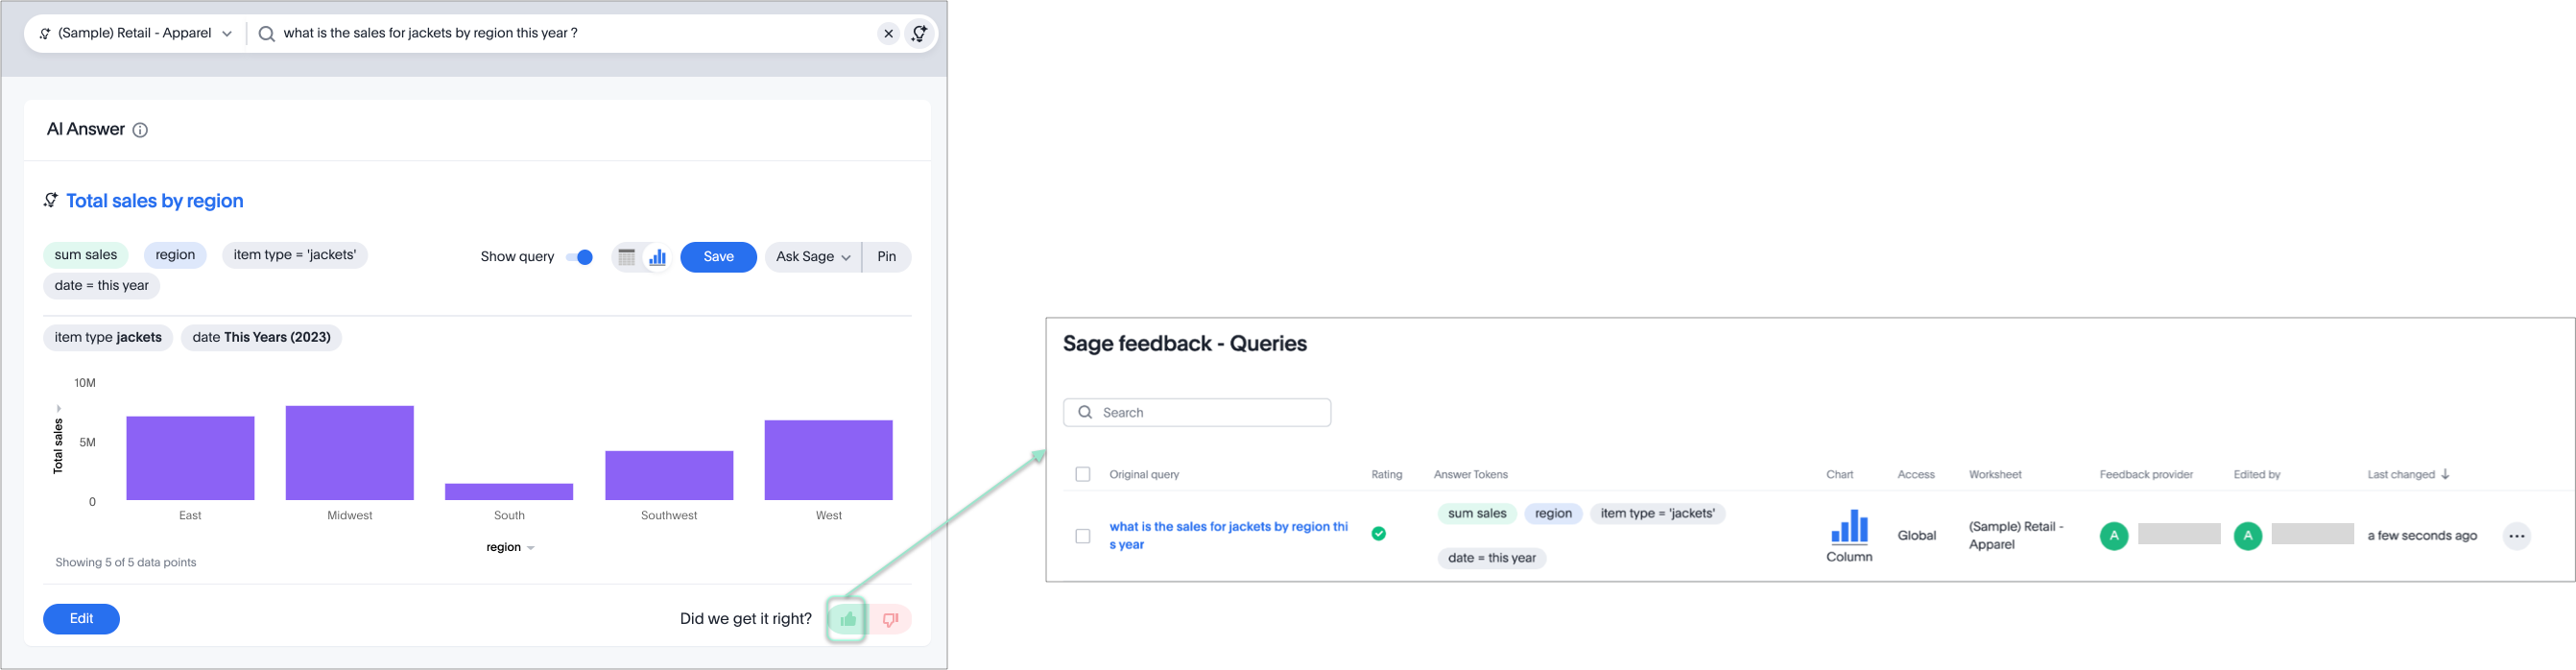 (Sample) Retail - Apparel
what is the sales for jackets by region this year ?
AI Answer
Total sales by region
sum sales region item type = 'jackets'
date = this year
Show query
Save
Ask Sage
Pin
item type jackets
date This Years (2023)
Total sales
10M
5M
0
East Midwest South Southwest West
region
Showing 5 of 5 data points
Edit
Did we get it right?
Sage feedback - Queries
Search
Original query Rating Answer Tokens Chart Access Worksheet Feedback provider Edited by Last changed
what is the sales for jackets by region thi
s year
sum sales region item type = 'jackets'
date = this year
Column
Global
(Sample) Retail -
Apparel
A
A
a few seconds ago